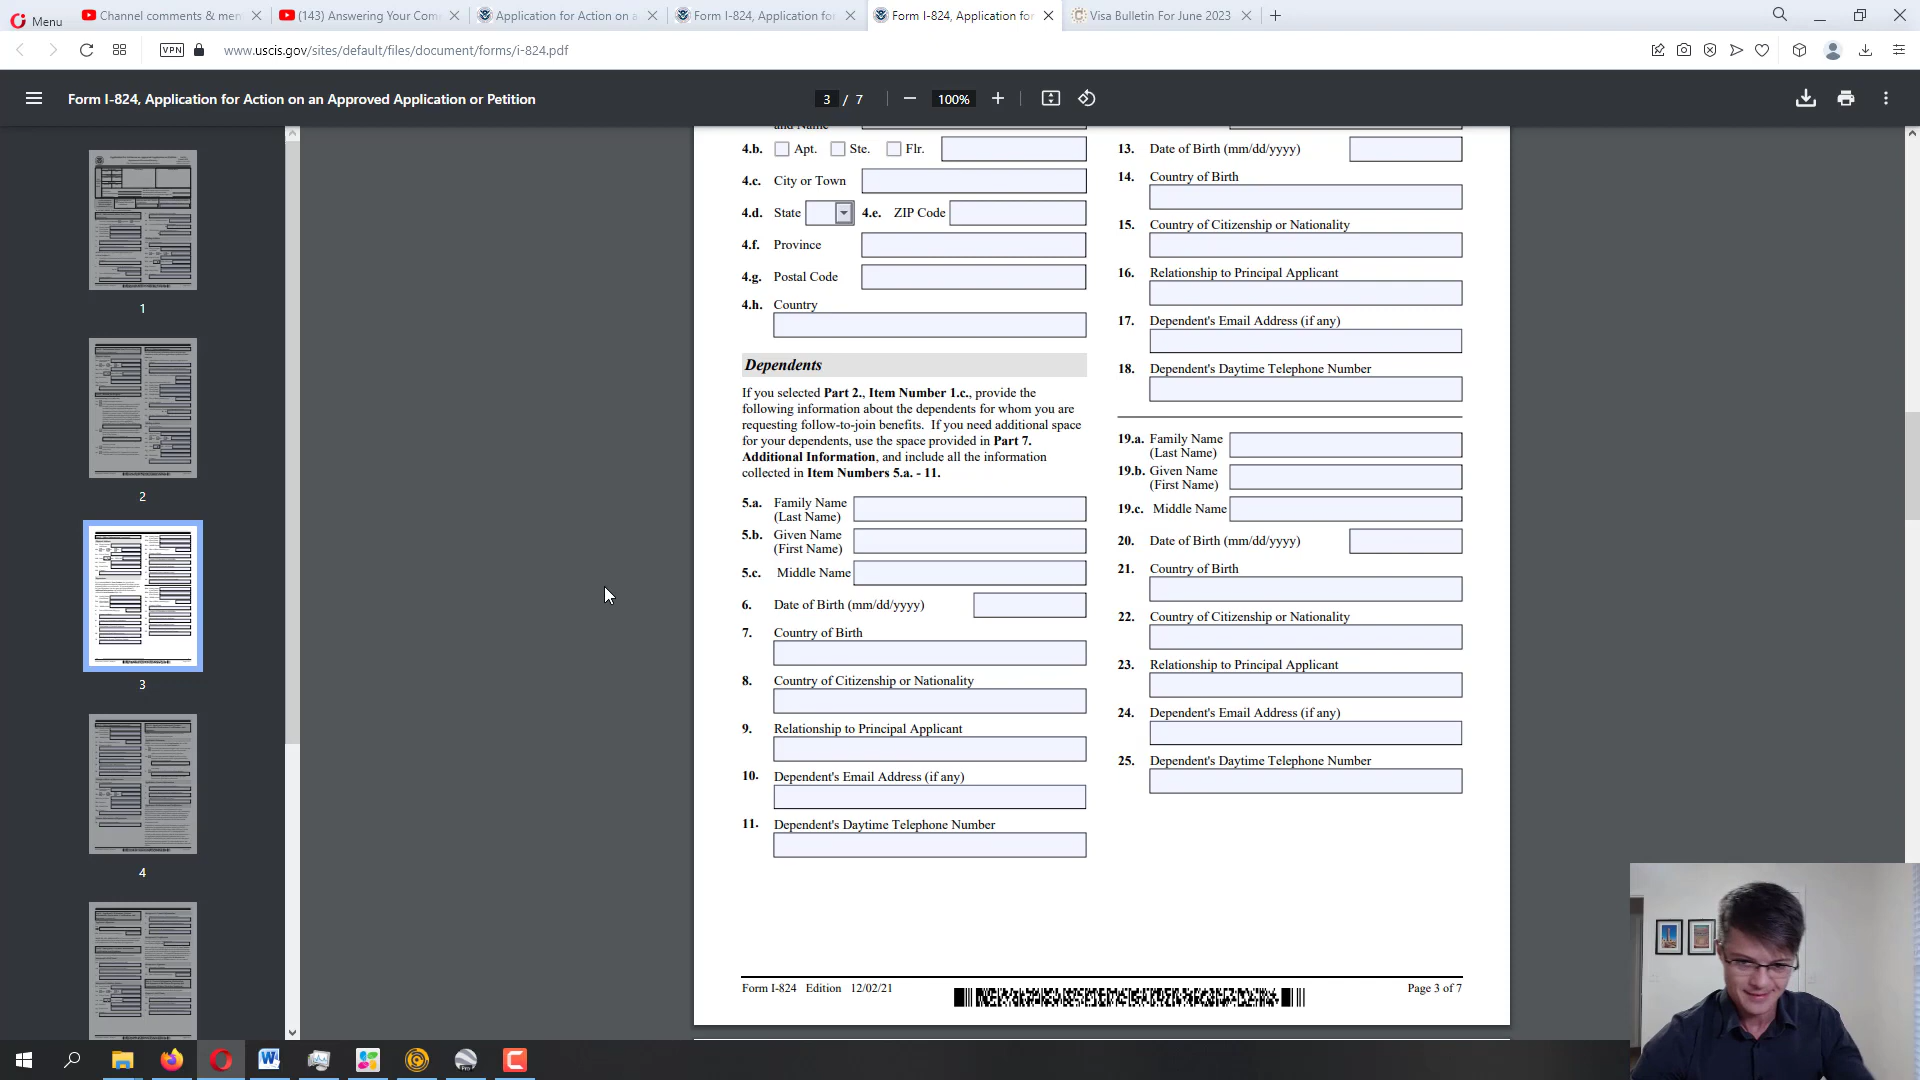 Menu
Channel comments & men
(143) Answering Your Com
Application for Action on a
Form I-824, Application fo
Form I-824, Application fo
Visa Bulletin For June 2023
VPN
www.uscis.gov/sites/default/files/document/forms/i-824.pdf
Form I-824, Application for Action on an Approved Application or Petition
3 / 7
100%
1
2
3
4
and Name
4.b. Apt. Ste. Flr.
4.c. City or Town
4.d. State 4.e. ZIP Code
4.f. Province
4.g. Postal Code
4.h. Country
Dependents
If you selected Part 2., Item Number 1.c., provide the
following information about the dependents for whom you are
requesting follow-to-join benefits. If you need additional space
for your dependents, use the space provided in Part 7.
Additional Information, and include all the information
collected in Item Numbers 5.a. - 11.
5.a. Family Name
(Last Name)
5.b. Given Name
(First Name)
5.c. Middle Name
6. Date of Birth (mm/dd/yyyy)
7. Country of Birth
8. Country of Citizenship or Nationality
9. Relationship to Principal Applicant
10. Dependent's Email Address (if any)
11. Dependent's Daytime Telephone Number
13. Date of Birth (mm/dd/yyyy)
14. Country of Birth
15. Country of Citizenship or Nationality
16. Relationship to Principal Applicant
17. Dependent's Email Address (if any)
18. Dependent's Daytime Telephone Number
19.a. Family Name
(Last Name)
19.b. Given Name
(First Name)
19.c. Middle Name
20. Date of Birth (mm/dd/yyyy)
21. Country of Birth
22. Country of Citizenship or Nationality
23. Relationship to Principal Applicant
24. Dependent's Email Address (if any)
25. Dependent's Daytime Telephone Number
Form I-824 Edition 12/02/21
Page 3 of 7